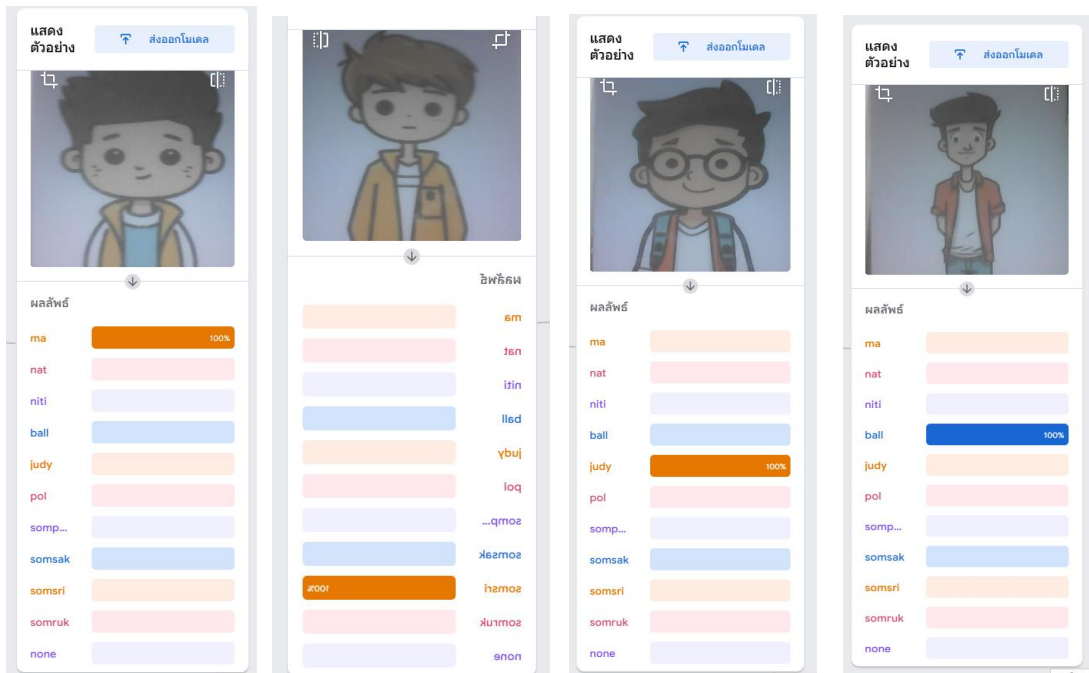 แสดง
ตัวอย่าง
ส่งออกโมเดล
ผลลัพธ์
ma 100%
nat
niti
ball
judy
pol
somp...
somsak
somsri
somruk
none
ผลลัพธ์
ma
nat
niti
ball
judy
pol
somp...
somsak
somsri 100%
somruk
none
แสดง
ตัวอย่าง
ส่งออกโมเดล
ผลลัพธ์
ma
nat
niti
ball
judy 100%
pol
somp...
somsak
somsri
somruk
none
แสดง
ตัวอย่าง
ส่งออกโมเดล
ผลลัพธ์
ma
nat
niti
ball 100%
judy
pol
somp...
somsak
somsri
somruk
none